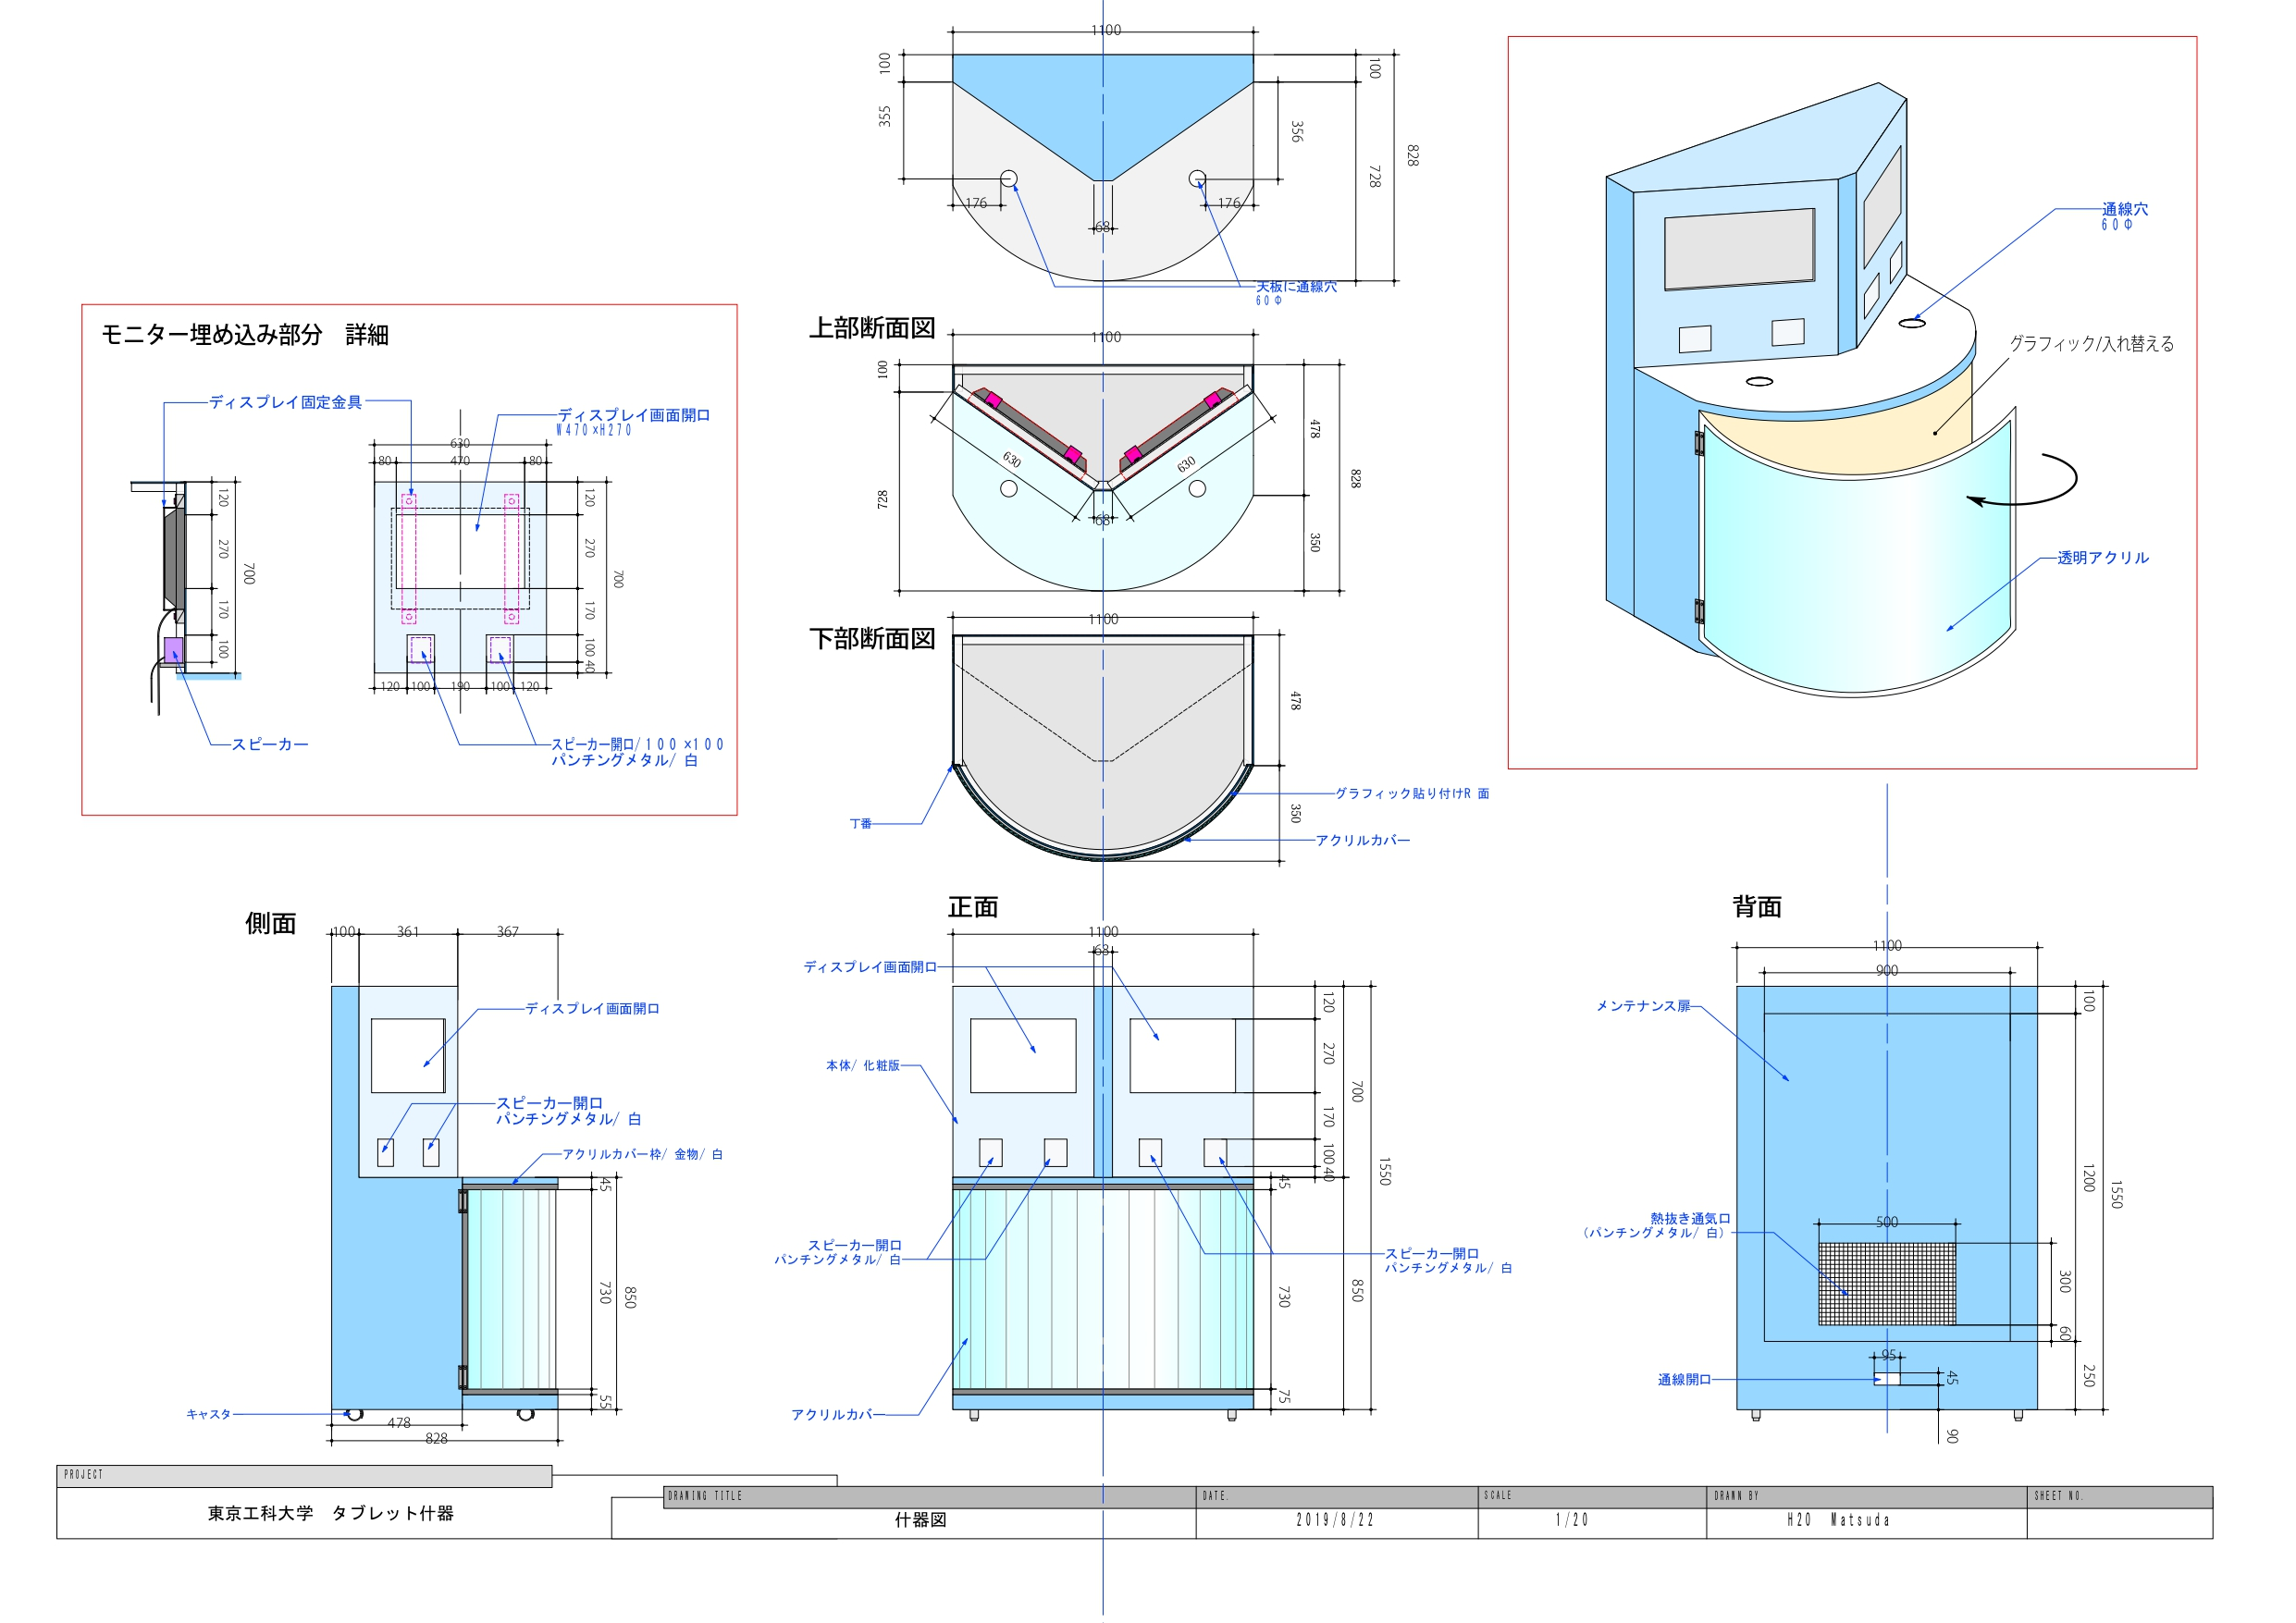 1100
100
355
100
356
728
828
176
176
68
天板に通線穴
60Φ
通線穴
60Φ
グラフィック/入れ替える
透明アクリル
モニター埋め込み部分　詳細
ディスプレイ固定金具
ディスプレイ画面開口
W470×H270
630
80
470
80
120
270
170
100
700
120
270
170
100
40
700
120
100
190
100
120
スピーカー
スピーカー開口/100×100
パンチングメタル/ 白
上部断面図
1100
100
728
630
630
68
478
350
828
下部断面図
1100
478
350
グラフィック貼り付けR 面
丁番
アクリルカバー
側面
100
361
367
ディスプレイ画面開口
スピーカー開口
パンチングメタル/ 白
アクリルカバー枠/ 金物/ 白
45
730
850
55
キャスタ
478
828
正面
1100
68
ディスプレイ画面開口
本体/ 化粧版
120
270
170
100
40
700
1550
45
730
850
75
スピーカー開口
パンチングメタル/ 白
スピーカー開口
パンチングメタル/ 白
アクリルカバー
背面
1100
900
メンテナンス扉
100
1200
1550
熱抜き通気口
(パンチングメタル/ 白)
500
300
60
95
通線開口
45
250
90
PROJECT
東京工科大学　タブレット什器
DRAWING TITLE
什器図
DATE.
2019/8/22
SCALE
1/20
DRAWN BY
H20 Matsuda
SHEET NO.